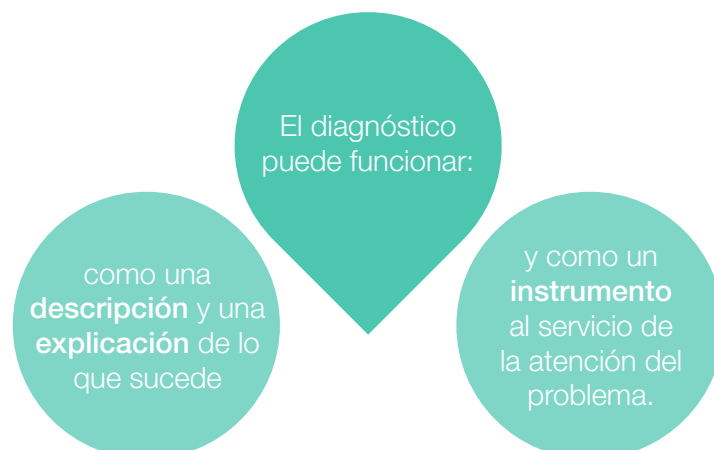 El diagnóstico
puede funcionar:
como una
descripción y una
explicación de lo
que sucede
y como un
instrumento
al servicio de
la atención del
problema.